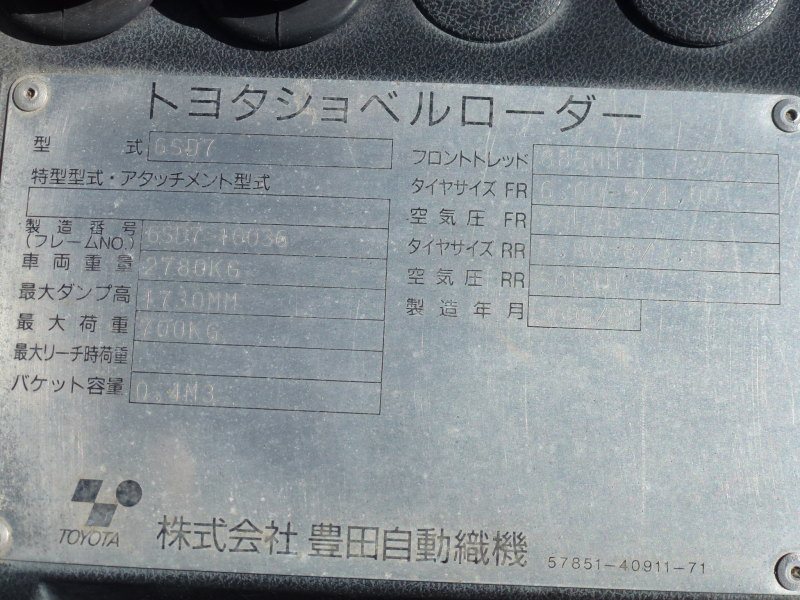 トヨタショベルローダー
型式 6SD7
特型型式・アタッチメント型式
製造番号
(フレームNO.)
車両重量 2780KG
最大ダンプ高 1730MM
最大荷重 700KG
最大リーチ時荷重
バケット容量 0.4M3
フロントトレッド
タイヤサイズ FR
空気圧 FR
タイヤサイズ RR
空気圧 RR
製造年月
TOYOTA
株式会社 豊田自動織機
57851-40911-71